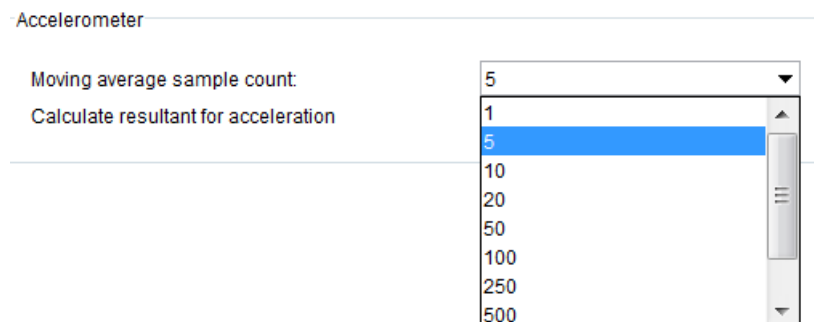 Accelerometer
Moving average sample count: 5
Calculate resultant for acceleration
1
5
10
20
50
100
250
500